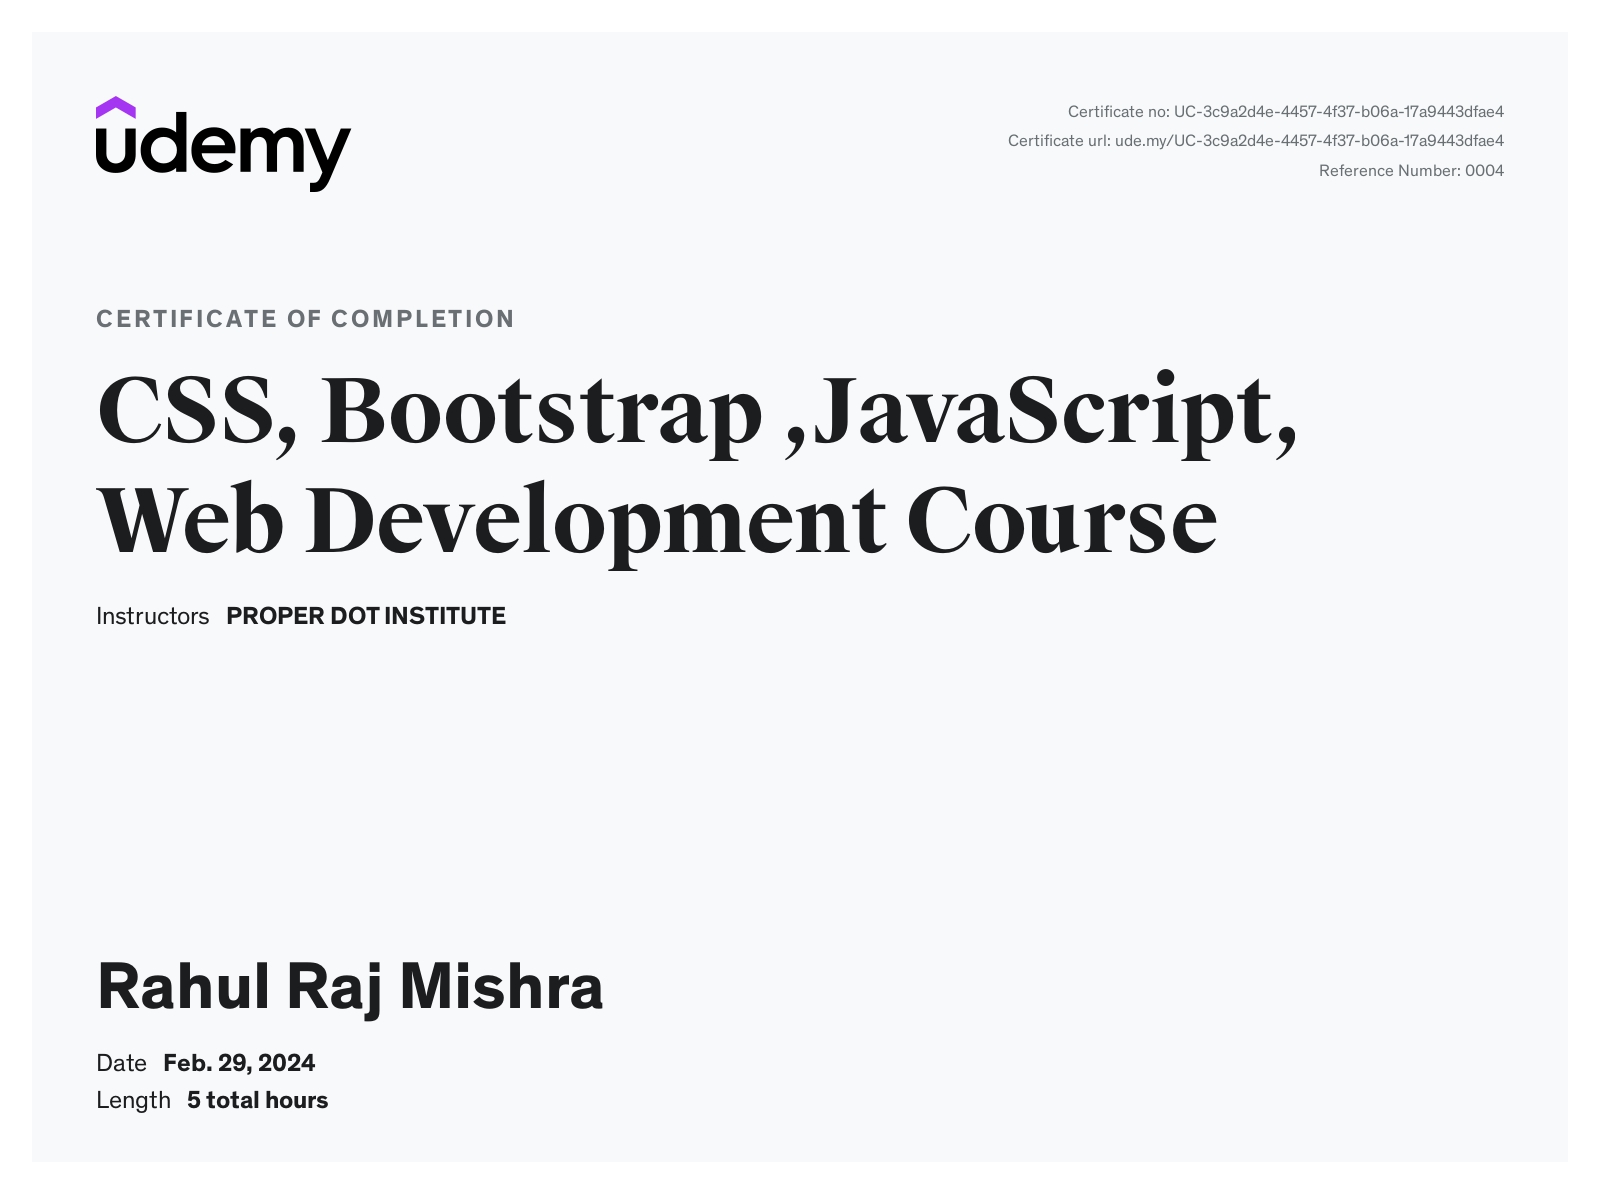 udemy
Certificate no: UC-3c9a2d4e-4457-4f37-b06a-17a9443dfae4
Certificate url: ude.my/UC-3c9a2d4e-4457-4f37-b06a-17a9443dfae4
Reference Number: 0004
CERTIFICATE OF COMPLETION
CSS, Bootstrap ,JavaScript,
Web Development Course
Instructors PROPER DOT INSTITUTE
Rahul Raj Mishra
Date Feb. 29, 2024
Length 5 total hours